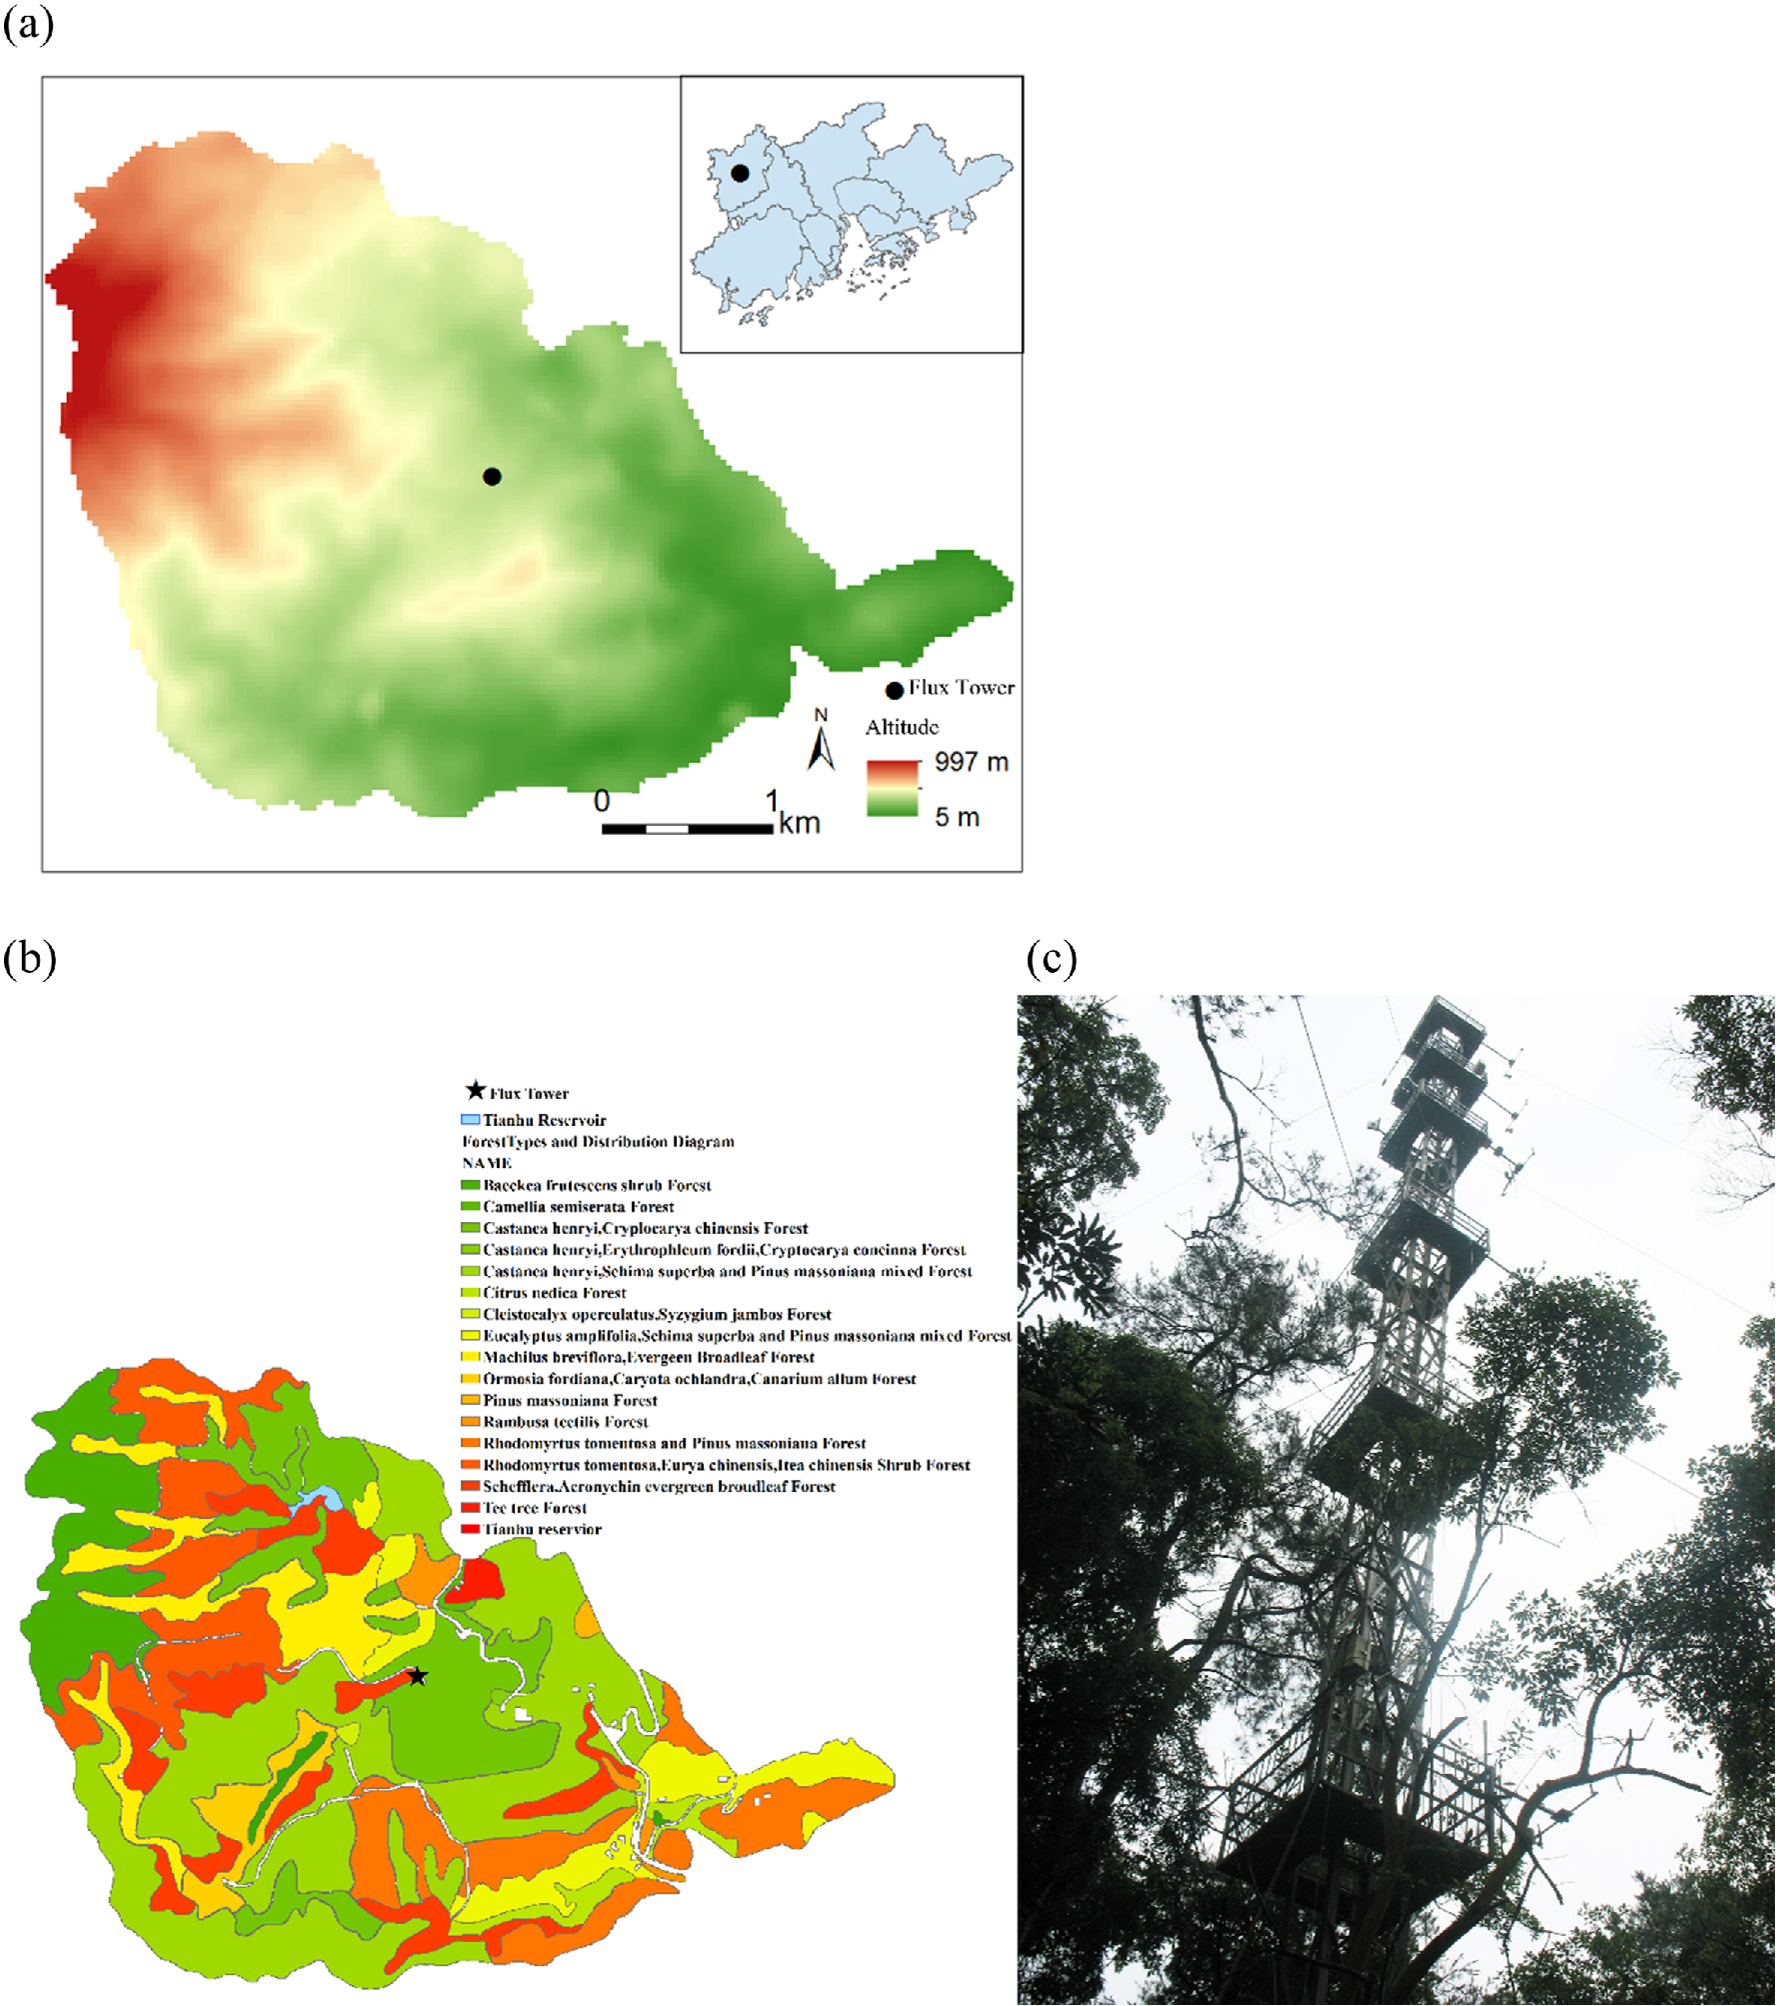 (a)
N
Flux Tower
Altitude
997 m
5 m
0 1
km
(b)
(c)
Flux Tower
Tianhu Reservoir
ForestTypes and Distribution Diagram
NAME
Baeckea frutescens shrub Forest
Camellia semiserata Forest
Castanea henryi,Cryplocarya chinensis Forest
Castanea henryi,Erythrophleum fordii,Cryptocarya concinna Forest
Castanea henryi,Schima superba and Pinus massoniana mixed Forest
Citrus nedica Forest
Cleistocalyx operculatus,Syzygium jambos Forest
Eucalyptus amplifolia,Schima superba and Pinus massoniana mixed Forest
Machilus breviflora,Evergeen Broadleaf Forest
Ormosia fordiana,Caryota ochlandra,Canarium allum Forest
Pinus massoniana Forest
Rambusa tectilis Forest
Rhodomyrtus tomentosa and Pinus massoniana Forest
Rhodomyrtus tomentosa,Eurya chinensis,Itea chinensis Shrub Forest
Schefflera,Acronychin evergreen broudleaf Forest
Tee tree Forest
Tianhu reservior